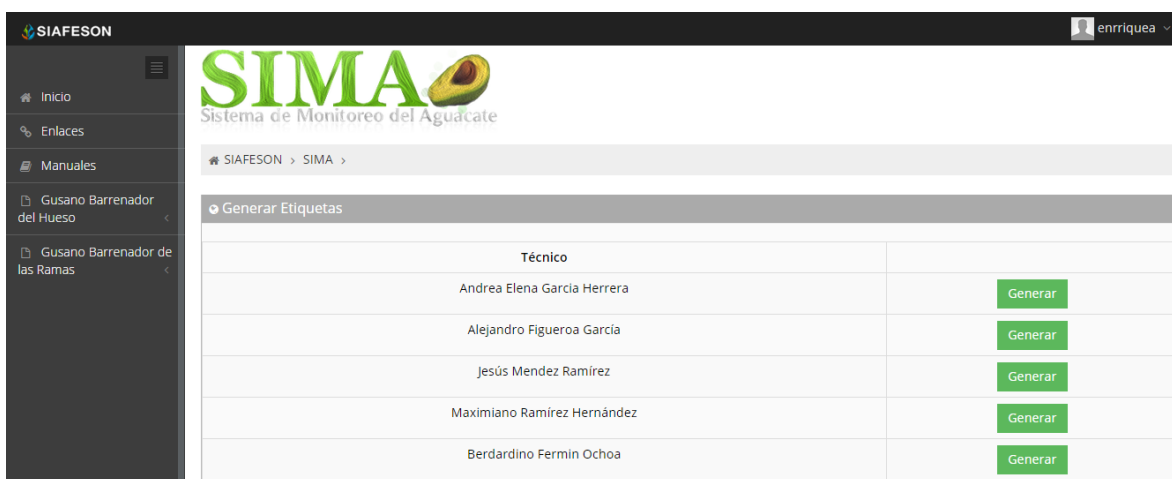 SIAFESON
enrriquea
SIMA
Sistema de Monitoreo del Aguacate
Inicio
Enlaces
Manuales
Gusano Barrenador
del Hueso
Gusano Barrenador de
las Ramas
SIAFESON > SIMA >
Generar Etiquetas
Técnico
Andrea Elena Garcia Herrera Generar
Alejandro Figueroa García Generar
Jesús Mendez Ramírez Generar
Maximiano Ramírez Hernández Generar
Berdardino Fermin Ochoa Generar